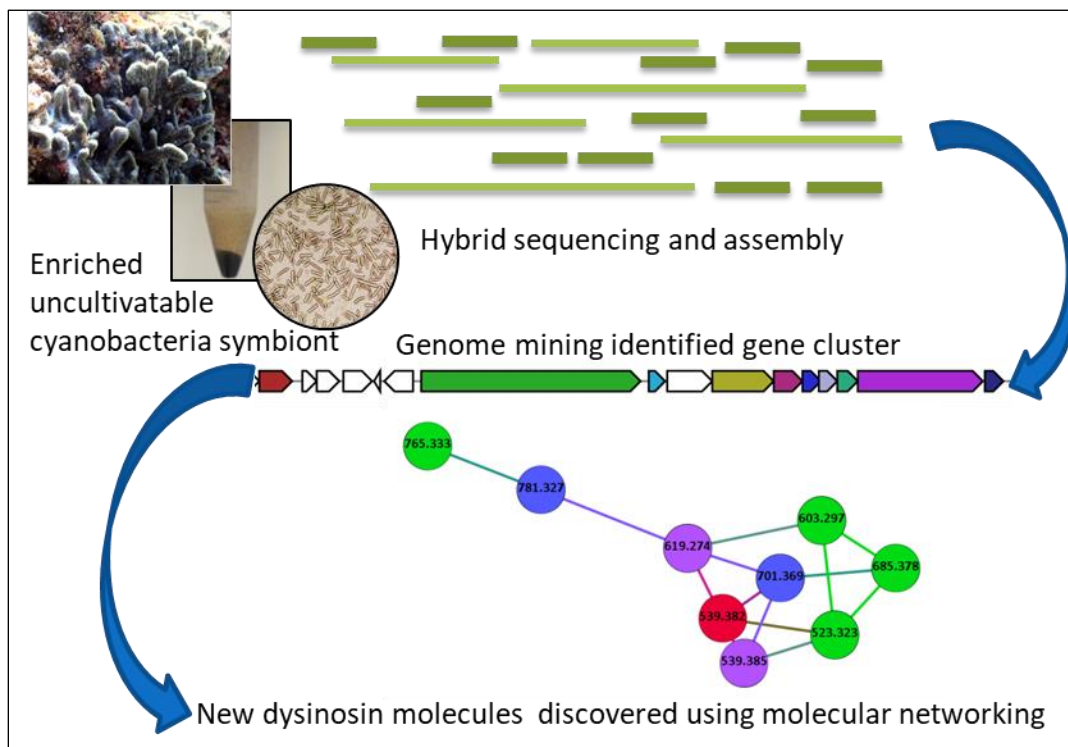 Hybrid sequencing and assembly
Enriched
uncultivatable
cyanobacteria symbiont
Genome mining identified gene cluster
765.333
781.327
603.297
619.274
685.378
701.369
539.382
523.323
539.385
New dysinosin molecules discovered using molecular networking